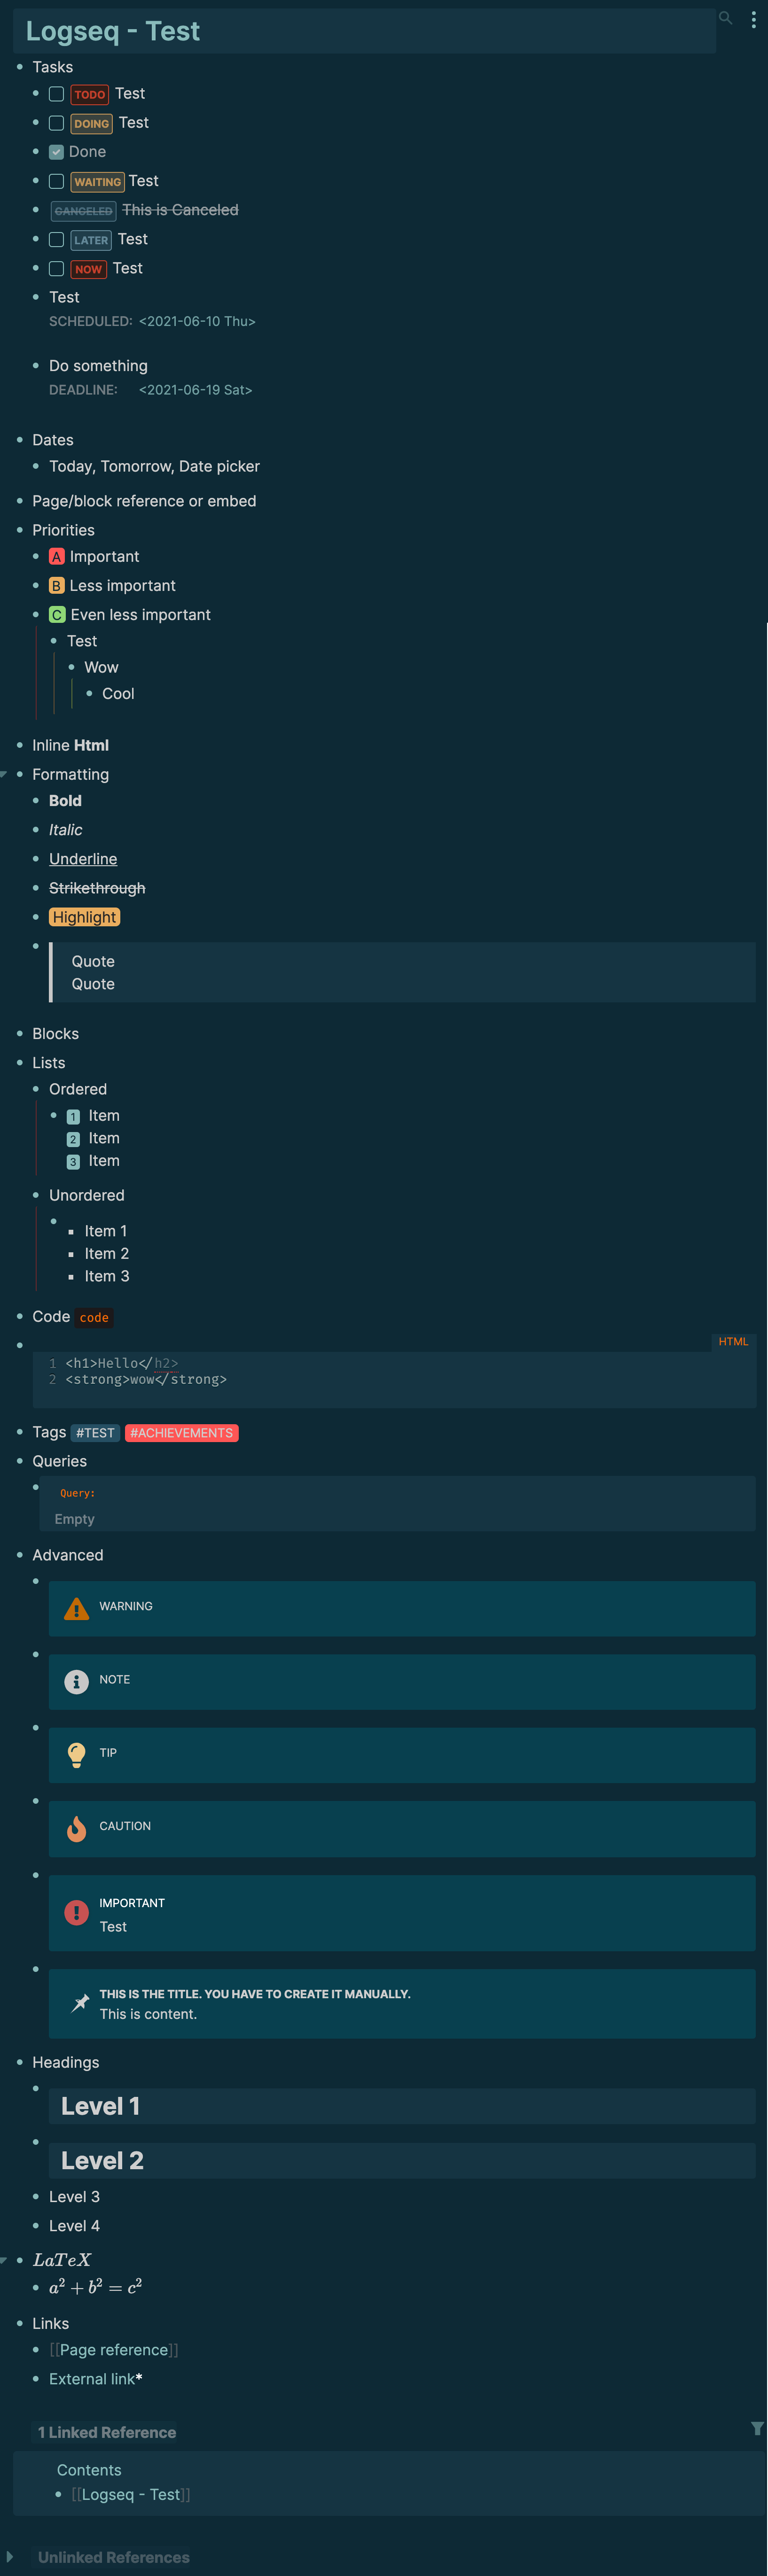 Logseq - Test
Tasks
TODO Test
DOING Test
Done
WAITING Test
CANCELED This is Canceled
LATER Test
NOW Test
Test
SCHEDULED: <2021-06-10 Thu>
Do something
DEADLINE: <2021-06-19 Sat>
Dates
Today, Tomorrow, Date picker
Page/block reference or embed
Priorities
A Important
B Less important
C Even less important
Test
Wow
Cool
Inline Html
Formatting
Bold
Italic
Underline
Strikethrough
Highlight
Quote
Quote
Blocks
Lists
Ordered
1 Item
2 Item
3 Item
Unordered
Item 1
Item 2
Item 3
Code code
HTML
1 <h1>Hello</h2>
2 <strong>wow</strong>
Tags #TEST #ACHIEVEMENTS
Queries
Query:
Empty
Advanced
WARNING
NOTE
TIP
CAUTION
IMPORTANT
Test
THIS IS THE TITLE. YOU HAVE TO CREATE IT MANUALLY.
This is content.
Headings
Level 1
Level 2
Level 3
Level 4
LaTeX
a² + b² = c²
Links
[[Page reference]]
External link*
1 Linked Reference
Contents
[[Logseq - Test]]
Unlinked References